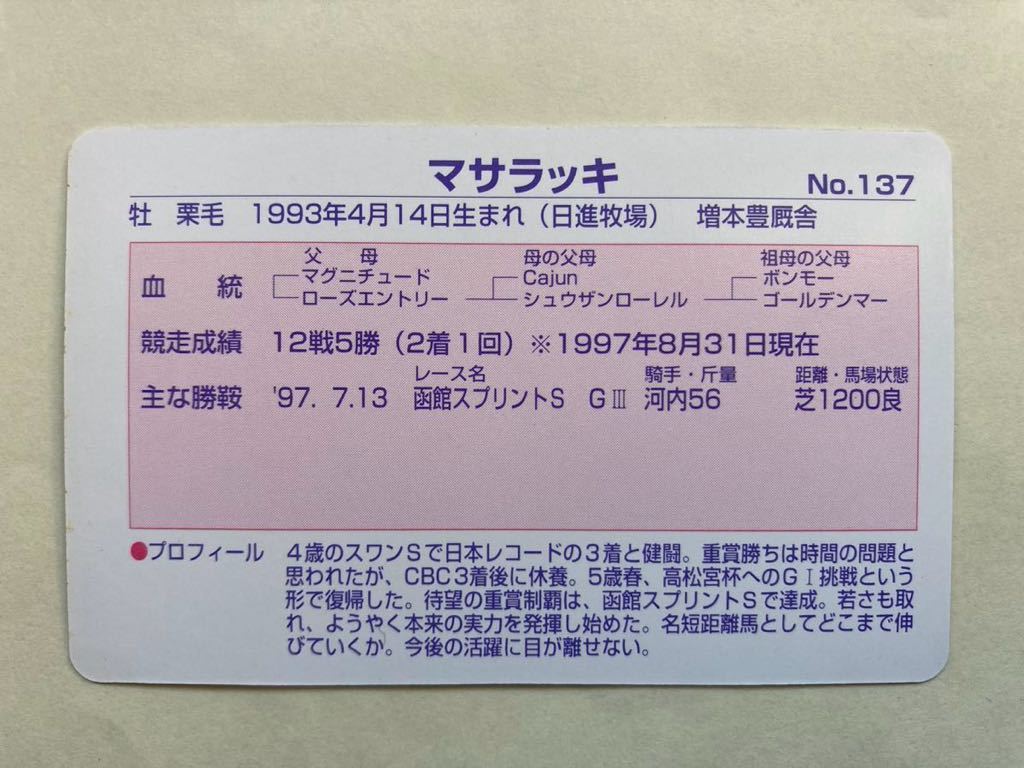 マサラッキ No.137
牡 栗毛 1993年4月14日生まれ（日進牧場） 増本豊厩舎
父 母 母の父母 祖母の父母
マグニチュード Cajun ボンモー
血 統
ローズエントリー シュウザンローレル ゴールデンマー
競走成績 12戦5勝（2着1回）※1997年8月31日現在
レース名 騎手・斤量 距離・馬場状態
主な勝鞍 '97. 7.13 函館スプリントS GⅢ 河内56 芝1200良
●プロフィール 4歳のスワンSで日本レコードの3着と健闘。重賞勝ちは時間の問題と
思われたが、CBC3着後に休養。5歳春、高松宮杯へのGⅠ挑戦という
形で復帰した。待望の重賞制覇は、函館スプリントSで達成。若さも取
れ、ようやく本来の実力を発揮し始めた。名短距離馬としてどこまで伸
びていくか。今後の活躍に目が離せない。